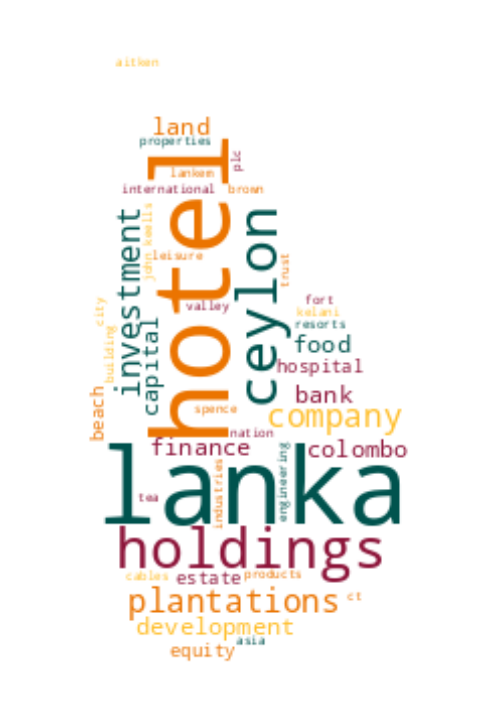 aitken
land
properties
plc
hotel
lankem
international
brown
john keells
investment
ceylon
leisure
trust
city
valley
fort
kelani
resorts
building
capital
food
hospital
beach
bank
spence
company
nation
finance
colombo
lanka
engineering
industries
tea
holdings
cables
estate
products
plantations
ct
development
asia
equity